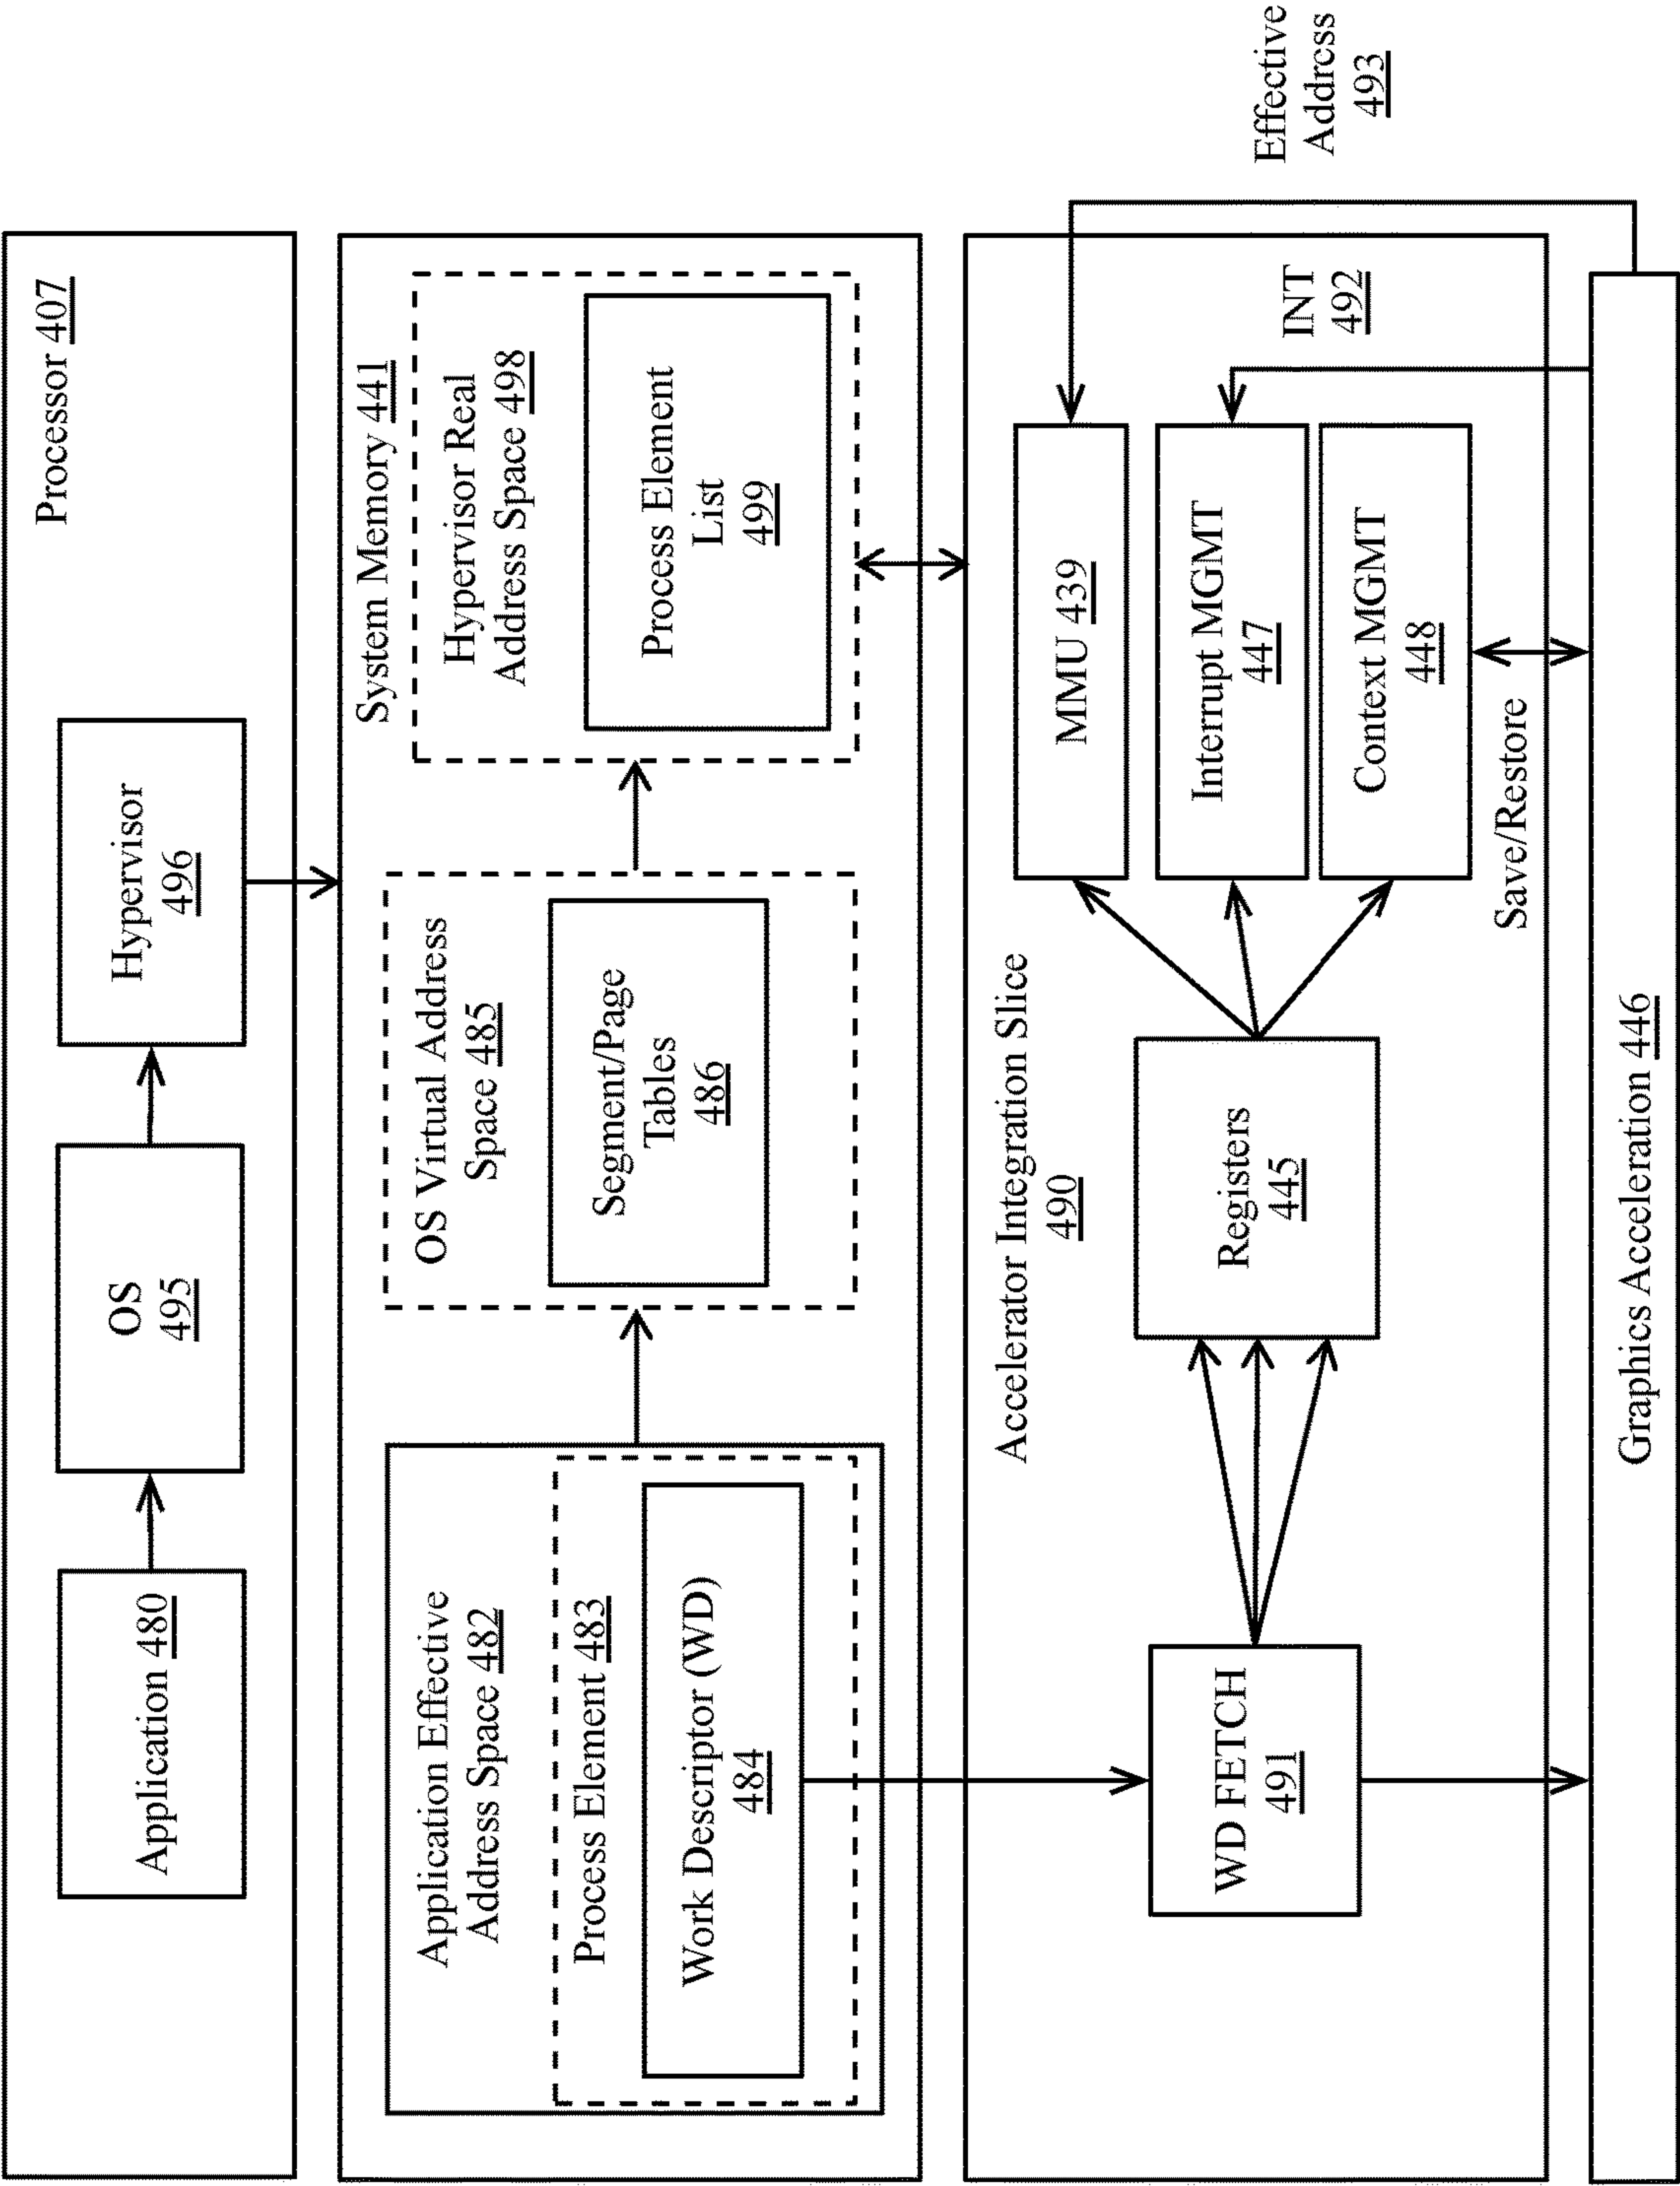 Processor 407
Application 480
OS
495
Hypervisor
496
System Memory 441
Application Effective
Address Space 482
Process Element 483
Work Descriptor (WD)
484
OS Virtual Address
Space 485
Segment/Page
Tables
486
Hypervisor Real
Address Space 498
Process Element
List
499
Accelerator Integration Slice
490
WD FETCH
491
Registers
445
MMU 439
Interrupt MGMT
447
Context MGMT
448
Save/Restore
INT
492
Effective
Address
493
Graphics Acceleration 446